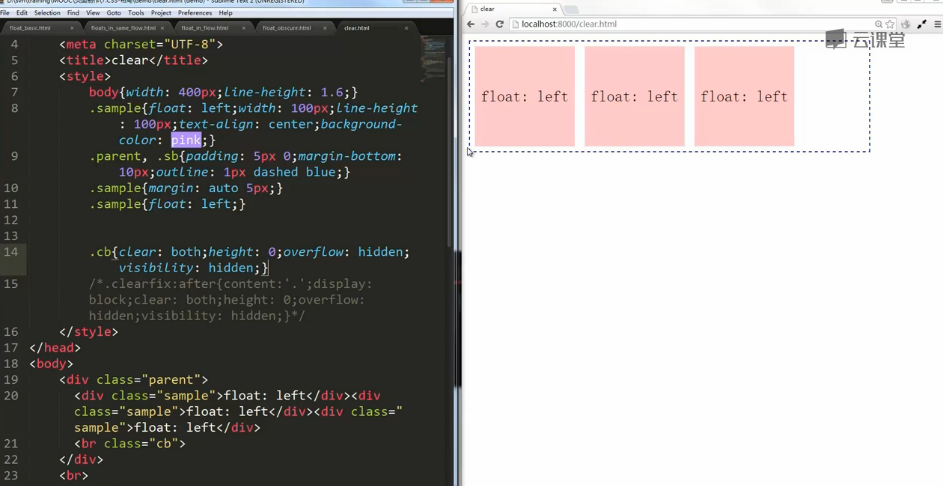 File Edit Selection Find View Goto Tools Project Preferences Help
float_basic.html × floats_in_same_flow.html × float_in_flow.html × float_obscure.html × clear.html ×
4 <meta charset="UTF-8">
5 <title>clear</title>
6 <style>
7 body{width: 400px;line-height: 1.6;}
8 .sample{float: left;width: 100px;line-height
: 100px;text-align: center;background-
color: pink;}
9 .parent, .sb{padding: 5px 0;margin-bottom:
10px;outline: 1px dashed blue;}
10 .sample{margin: auto 5px;}
11 .sample{float: left;}
12
13
14 .cb{clear: both;height: 0;overflow: hidden;
visibility: hidden;}
15 /*.clearfix:after{content:'.';display:
block;clear: both;height: 0;overflow:
hidden;visibility: hidden;}*/
16 </style>
17 </head>
18 <body>
19 <div class="parent">
20 <div class="sample">float: left</div><div
class="sample">float: left</div><div class="
sample">float: left</div>
21 <br class="cb">
22 </div>
23 <br>
clear ×
localhost:8000/clear.html
云课堂
float: left float: left float: left